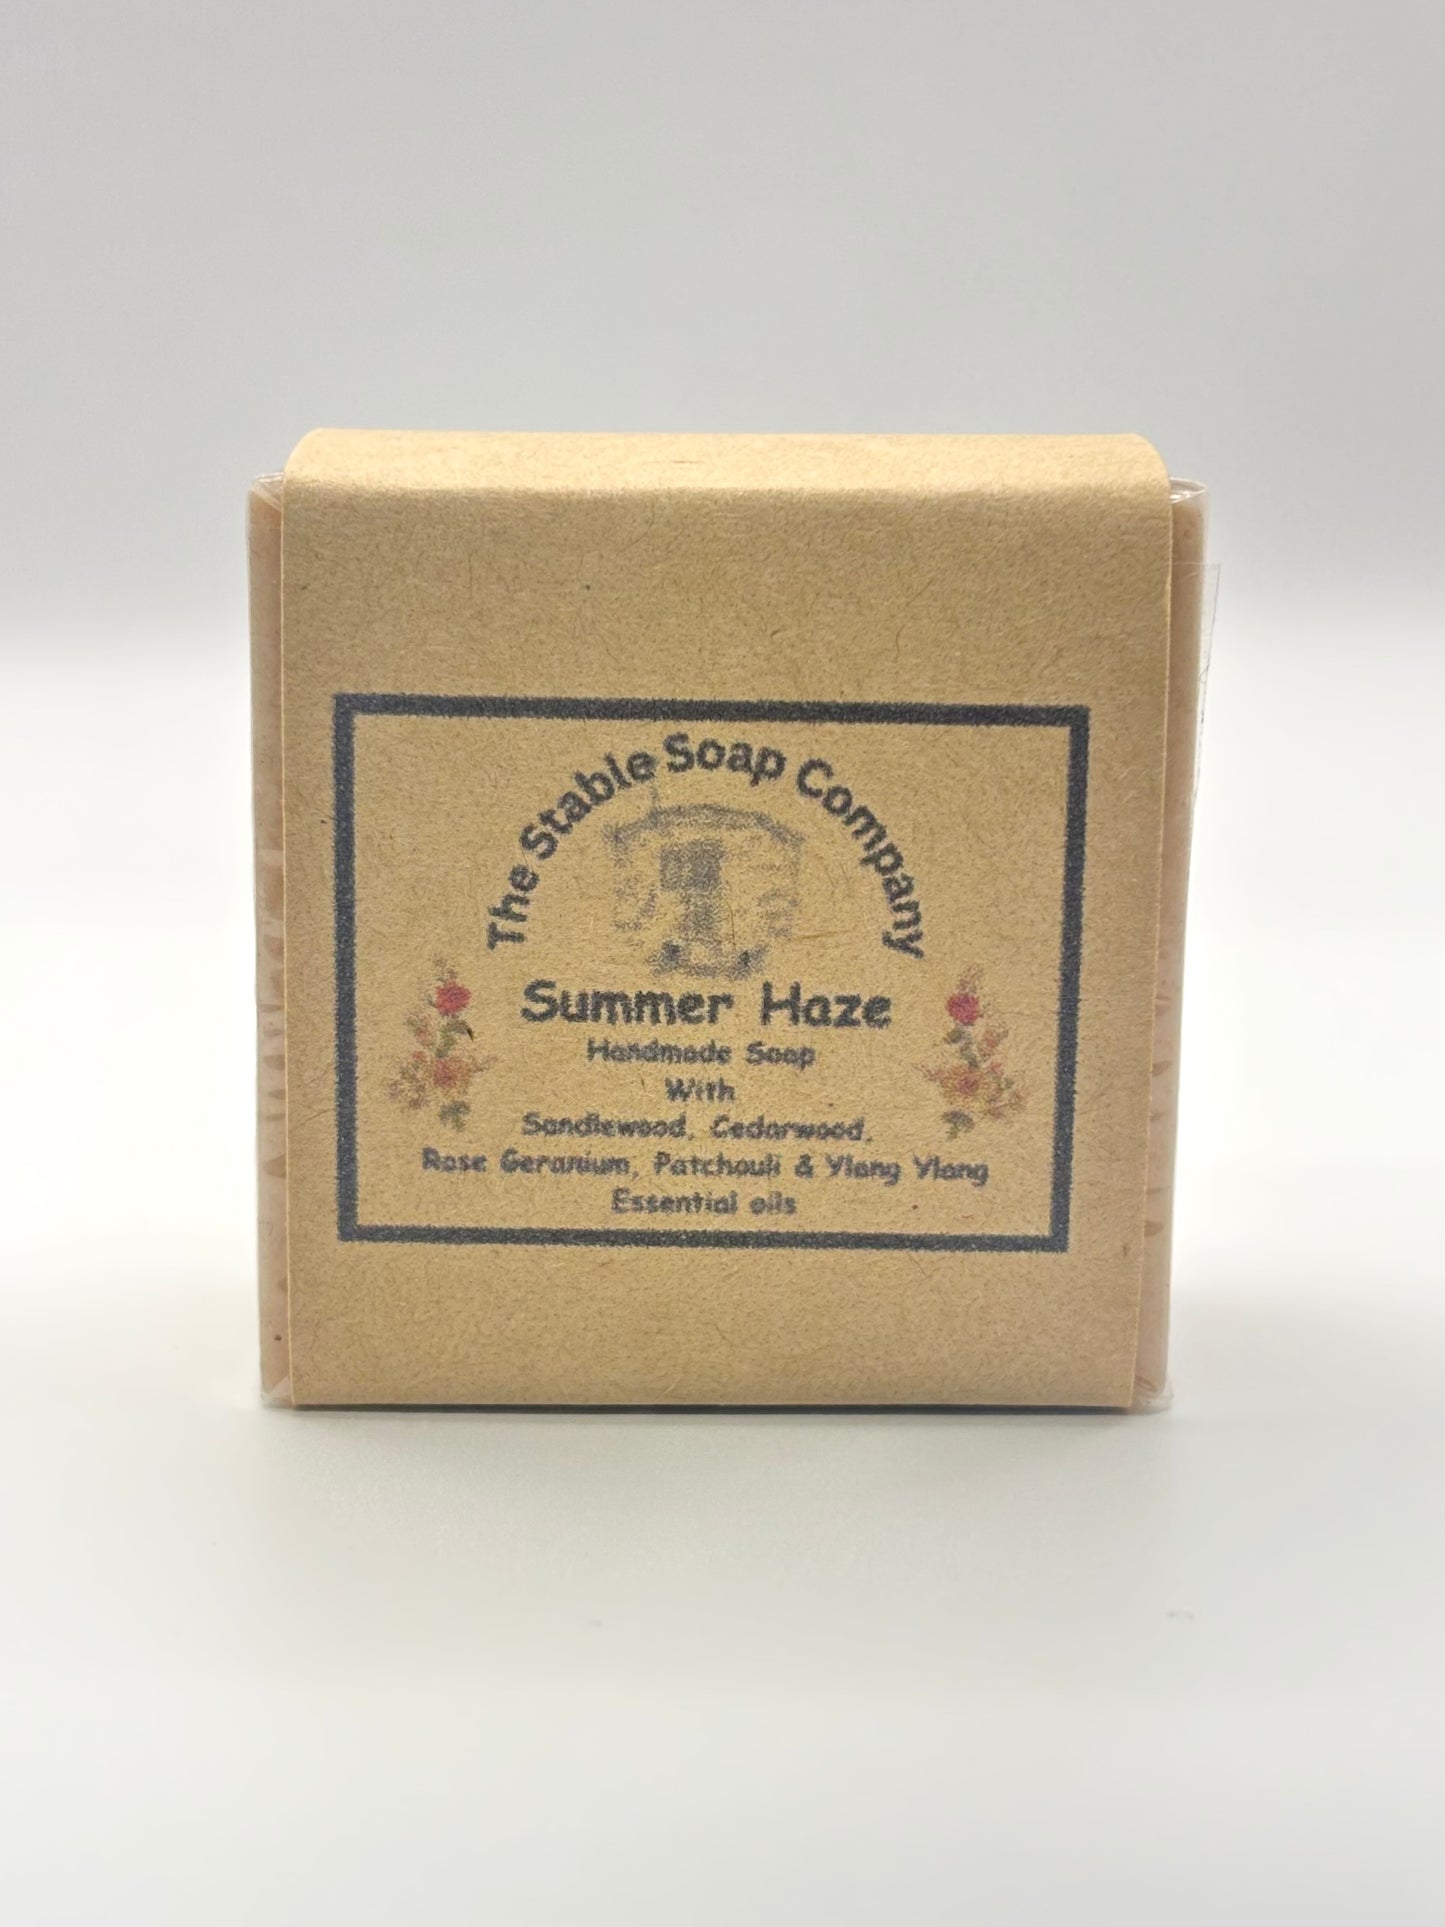 The Stable Soap Company
Summer Haze
Handmade Soap
With
Sandlewood, Cedarwood,
Rose Geranium, Patchouli & Ylang Ylang
Essential oils